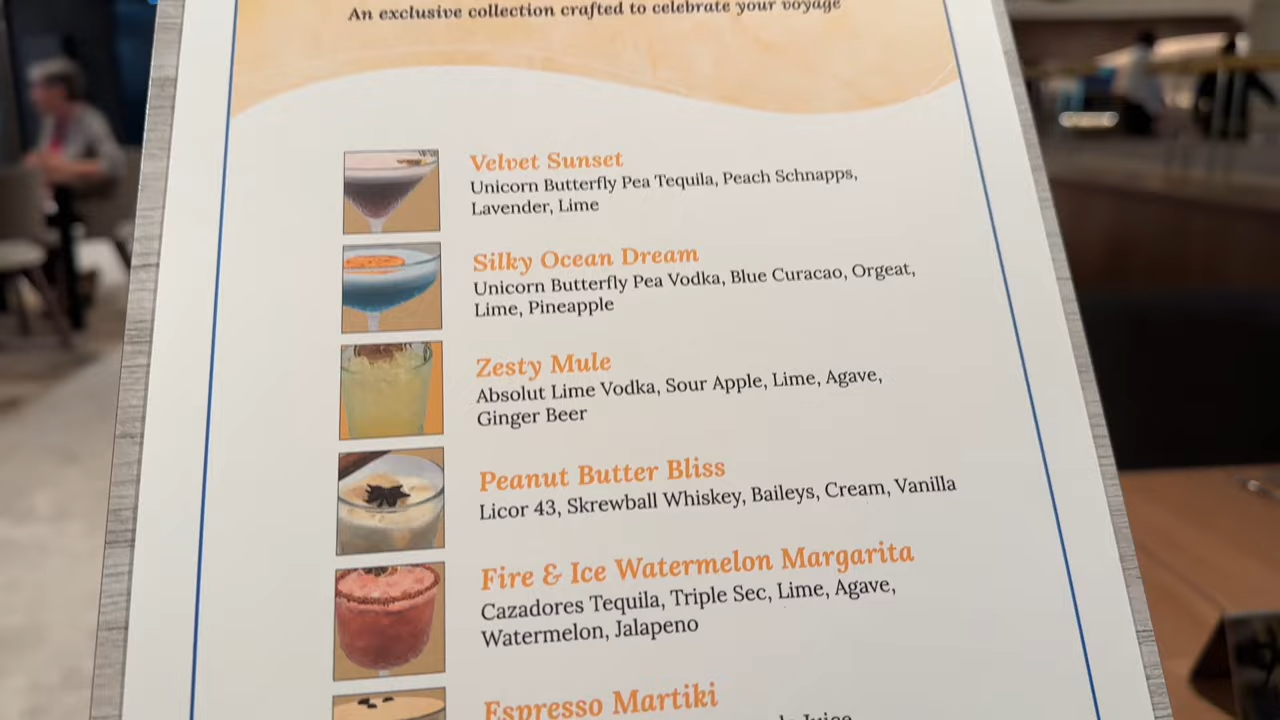 An exclusive collection crafted to celebrate your voyage
Velvet Sunset
Unicorn Butterfly Pea Tequila, Peach Schnapps,
Lavender, Lime
Silky Ocean Dream
Unicorn Butterfly Pea Vodka, Blue Curacao, Orgeat,
Lime, Pineapple
Zesty Mule
Absolut Lime Vodka, Sour Apple, Lime, Agave,
Ginger Beer
Peanut Butter Bliss
Licor 43, Skrewball Whiskey, Baileys, Cream, Vanilla
Fire & Ice Watermelon Margarita
Cazadores Tequila, Triple Sec, Lime, Agave,
Watermelon, Jalapeno
Espresso Martiki
Juice